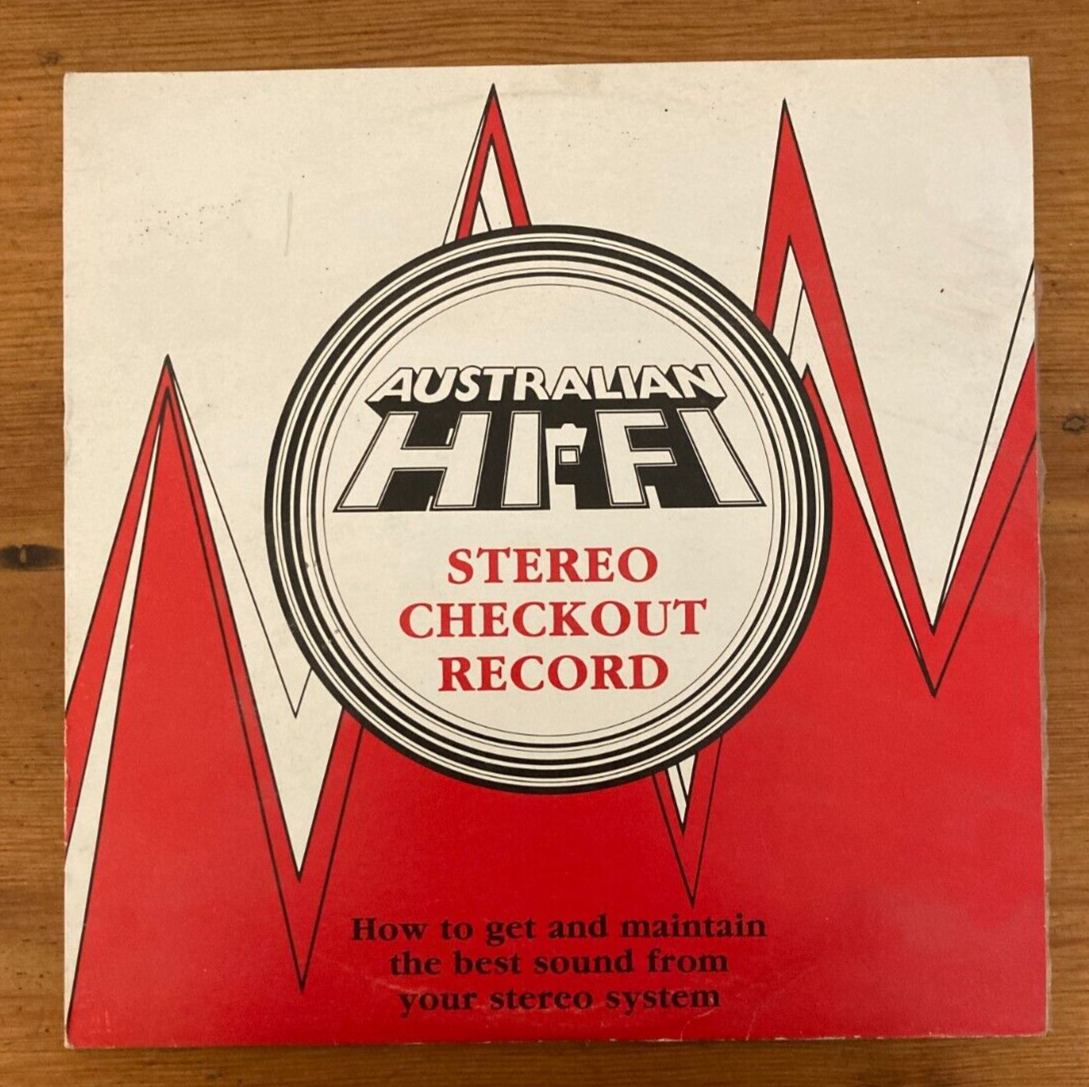 AUSTRALIAN
HI-FI
STEREO
CHECKOUT
RECORD
How to get and maintain
the best sound from
your stereo system